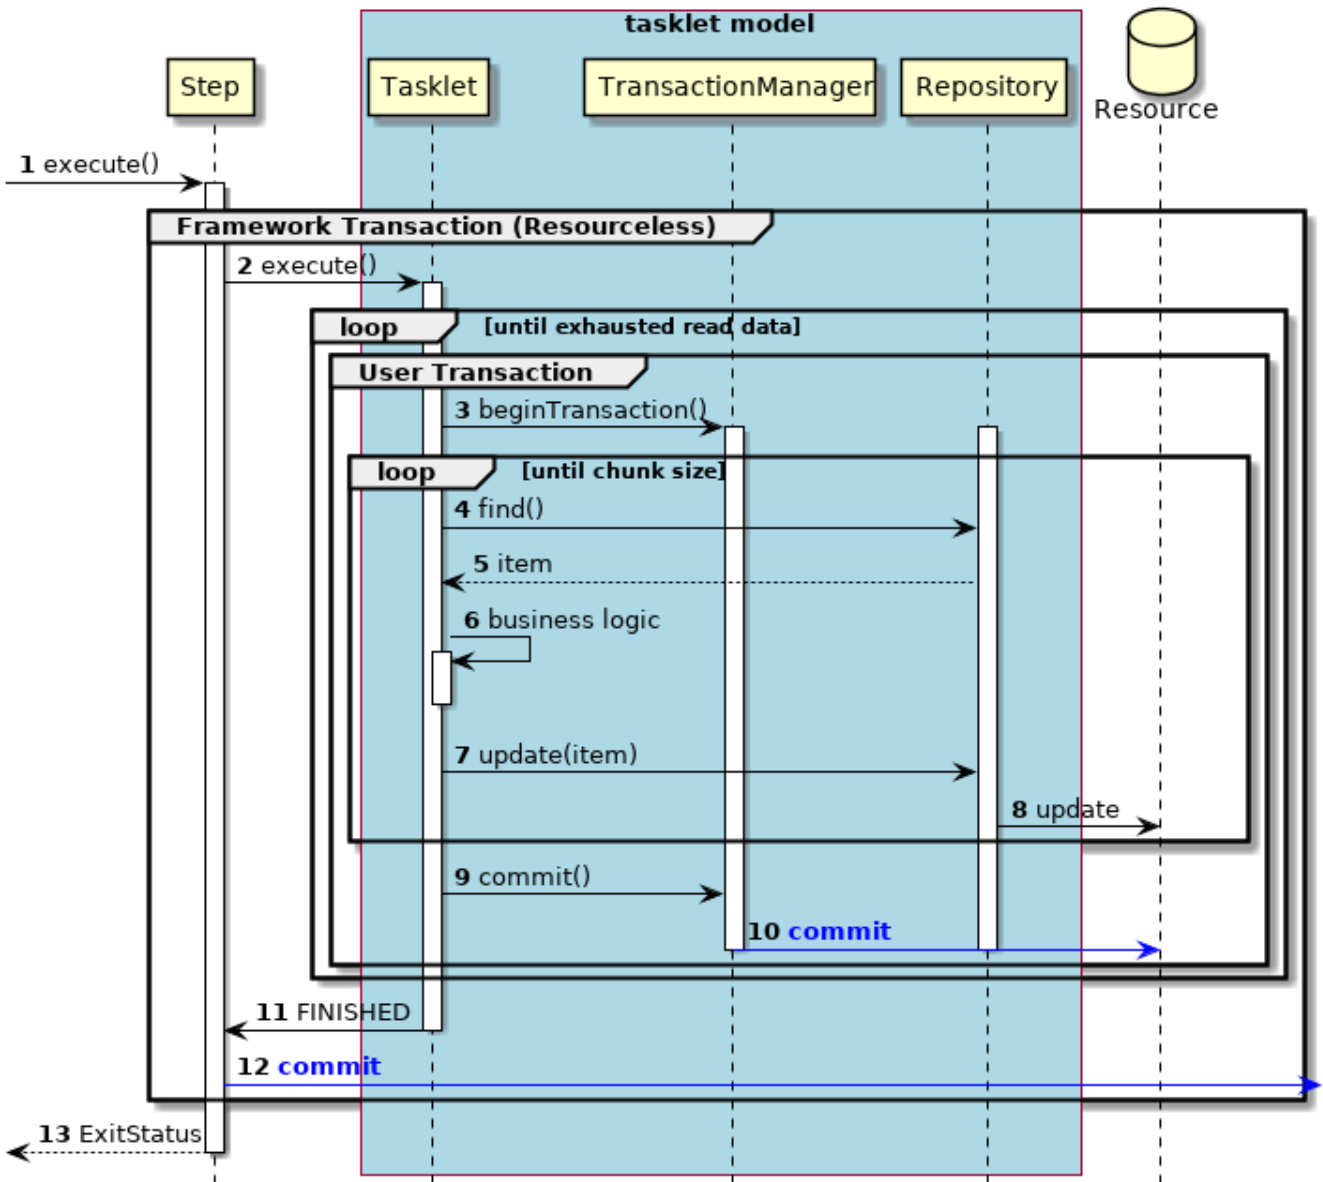 tasklet model
Step
Tasklet
TransactionManager
Repository
Resource
1 execute()
Framework Transaction (Resourceless)
2 execute()
loop [until exhausted read data]
User Transaction
3 beginTransaction()
loop [until chunk size]
4 find()
5 item
6 business logic
7 update(item)
8 update
9 commit()
10 commit
11 FINISHED
12 commit
13 ExitStatus